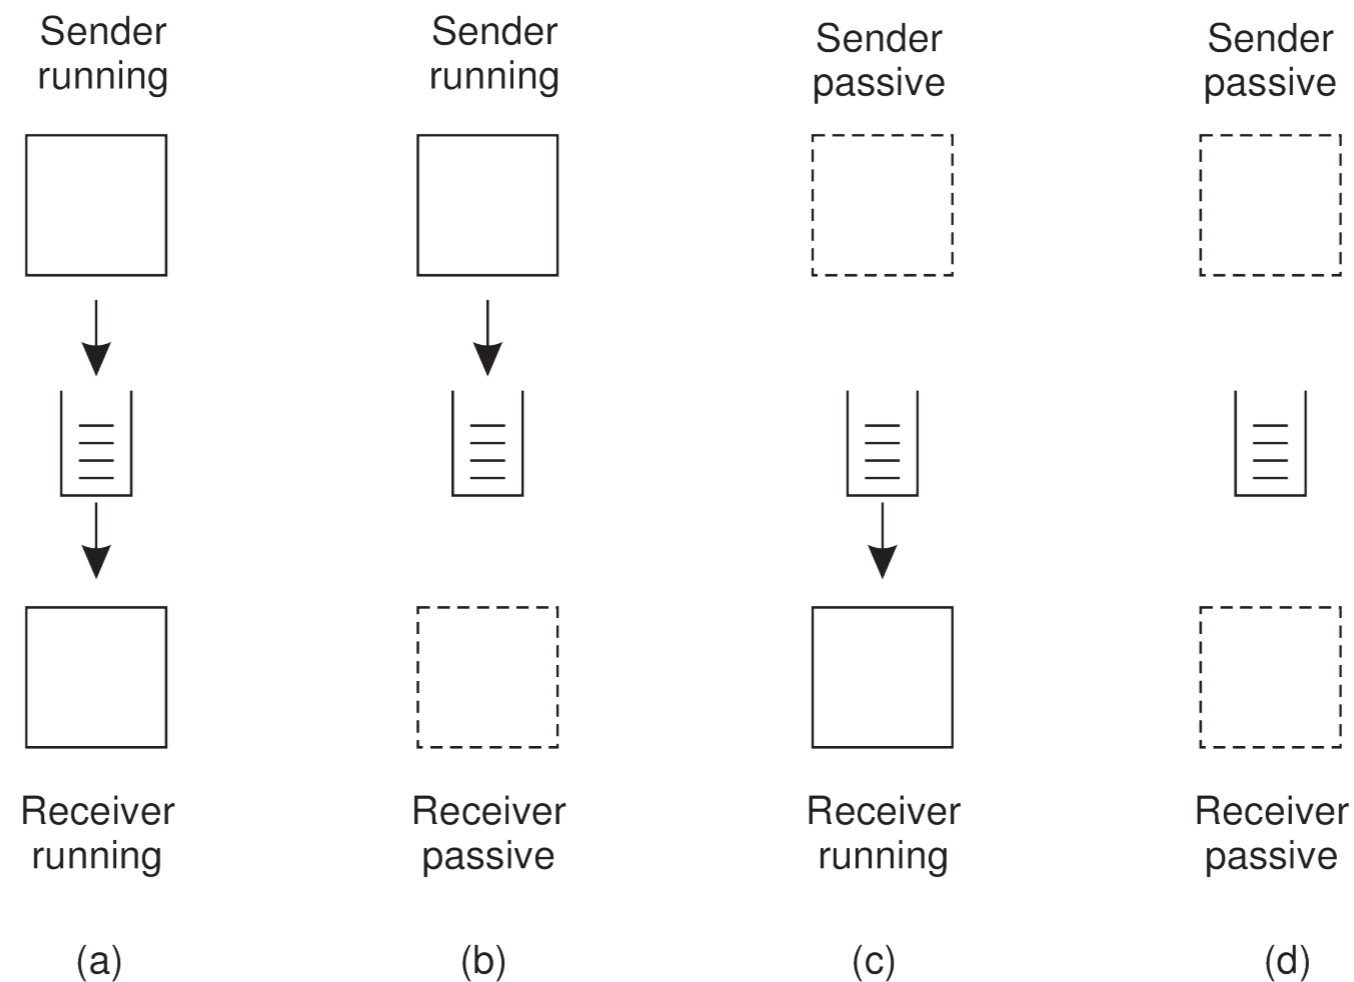 Sender
running
Sender
running
Sender
passive
Sender
passive
Receiver
running
Receiver
passive
Receiver
running
Receiver
passive
(a)
(b)
(c)
(d)